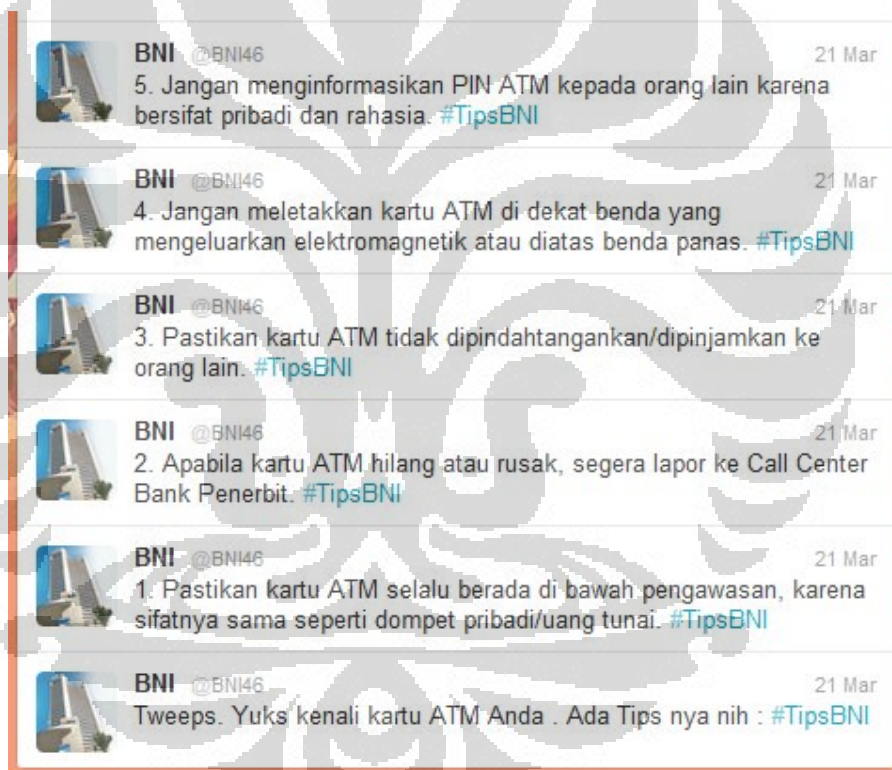 BNI @BNI46 21 Mar
5. Jangan menginformasikan PIN ATM kepada orang lain karena
bersifat pribadi dan rahasia. #TipsBNI
BNI @BNI46 21 Mar
4. Jangan meletakkan kartu ATM di dekat benda yang
mengeluarkan elektromagnetik atau diatas benda panas. #TipsBNI
BNI @BNI46 21 Mar
3. Pastikan kartu ATM tidak dipindahtangankan/dipinjamkan ke
orang lain. #TipsBNI
BNI @BNI46 21 Mar
2. Apabila kartu ATM hilang atau rusak, segera lapor ke Call Center
Bank Penerbit. #TipsBNI
BNI @BNI46 21 Mar
1. Pastikan kartu ATM selalu berada di bawah pengawasan, karena
sifatnya sama seperti dompet pribadi/uang tunai. #TipsBNI
BNI @BNI46 21 Mar
Tweeps. Yuks kenali kartu ATM Anda . Ada Tips nya nih : #TipsBNI